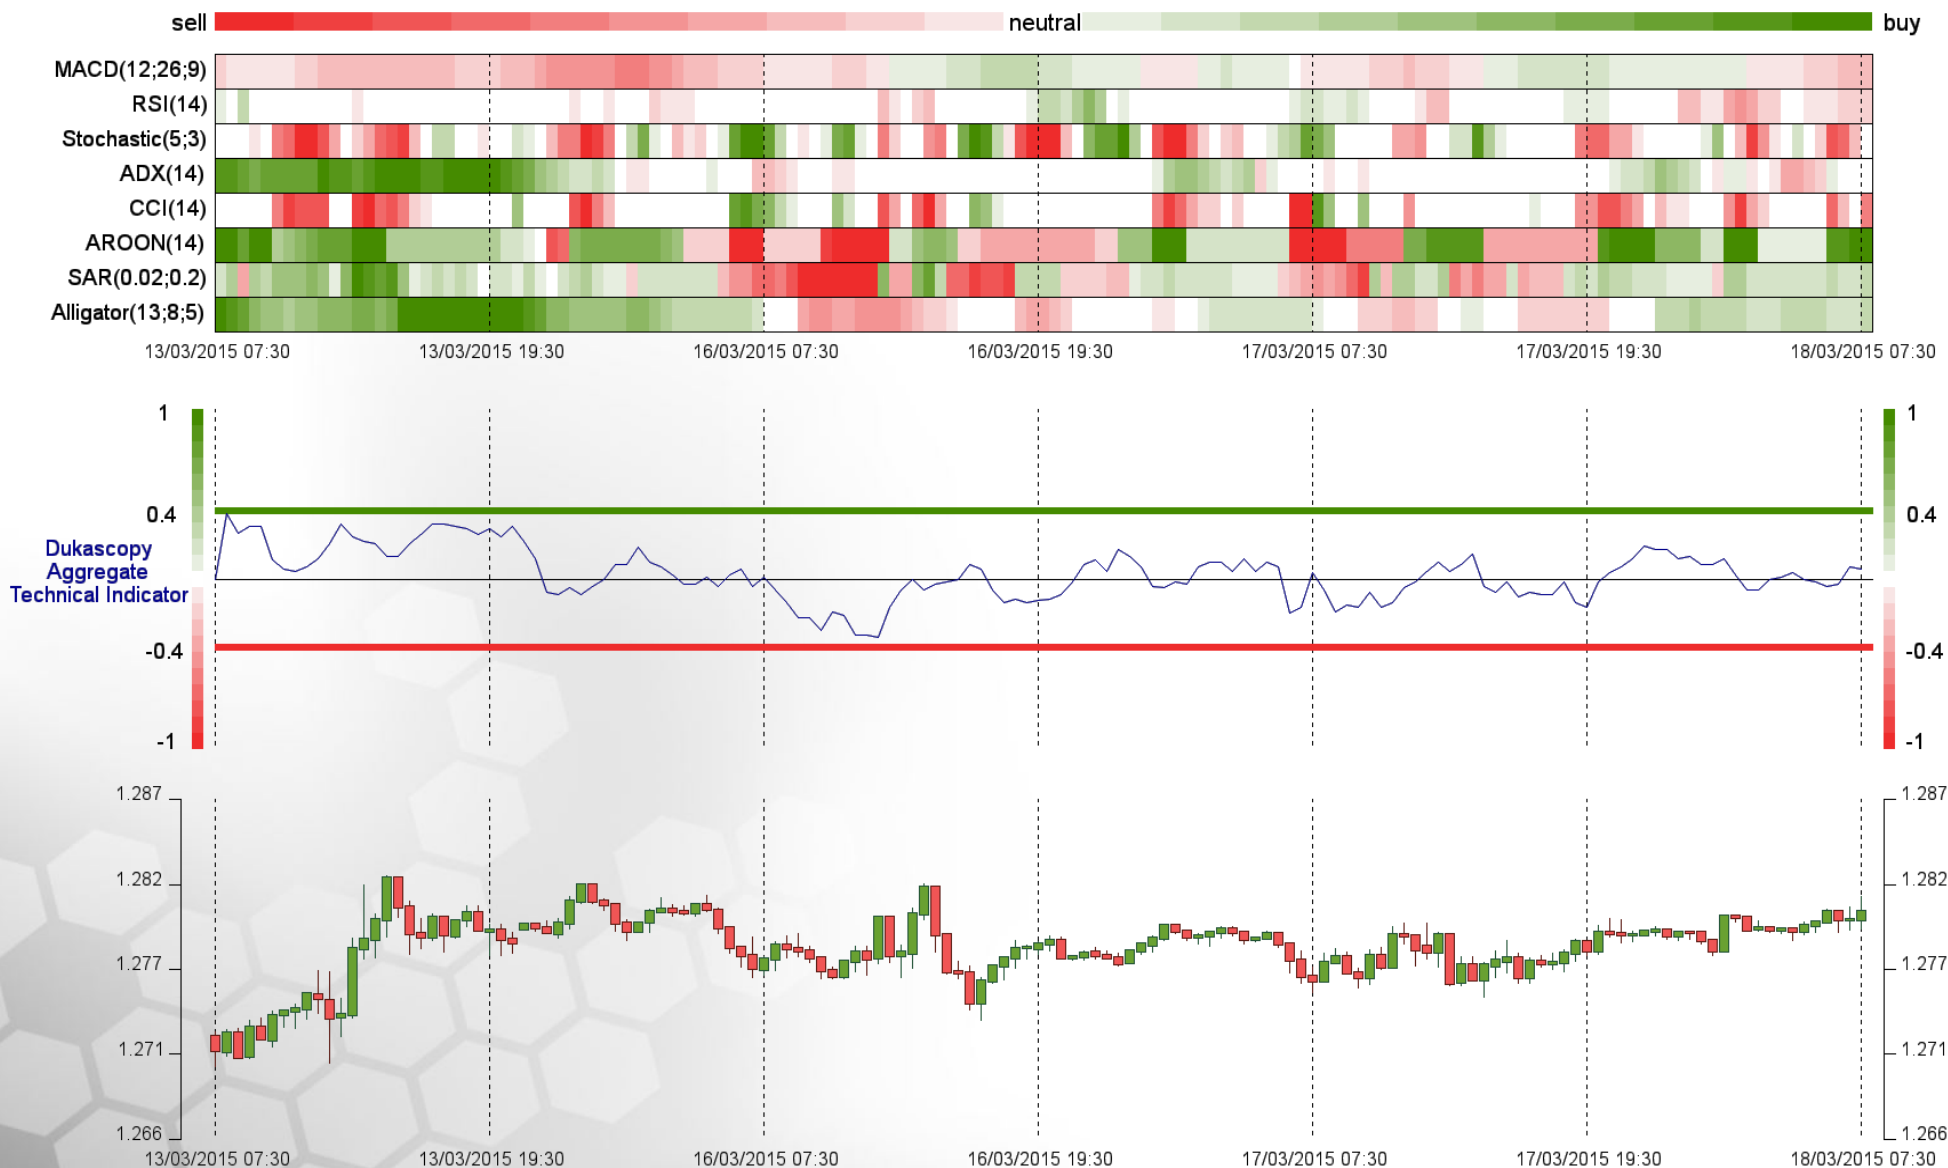 sell neutral buy
MACD(12;26;9)
RSI(14)
Stochastic(5;3)
ADX(14)
CCI(14)
AROON(14)
SAR(0.02;0.2)
Alligator(13;8;5)
13/03/2015 07:30 13/03/2015 19:30 16/03/2015 07:30 16/03/2015 19:30 17/03/2015 07:30 17/03/2015 19:30 18/03/2015 07:30
1 1
0.4 0.4
Dukascopy
Aggregate
Technical Indicator
-0.4 -0.4
-1 -1
1.287 1.287
1.282 1.282
1.277 1.277
1.271 1.271
1.266 1.266
13/03/2015 07:30 13/03/2015 19:30 16/03/2015 07:30 16/03/2015 19:30 17/03/2015 07:30 17/03/2015 19:30 18/03/2015 07:30